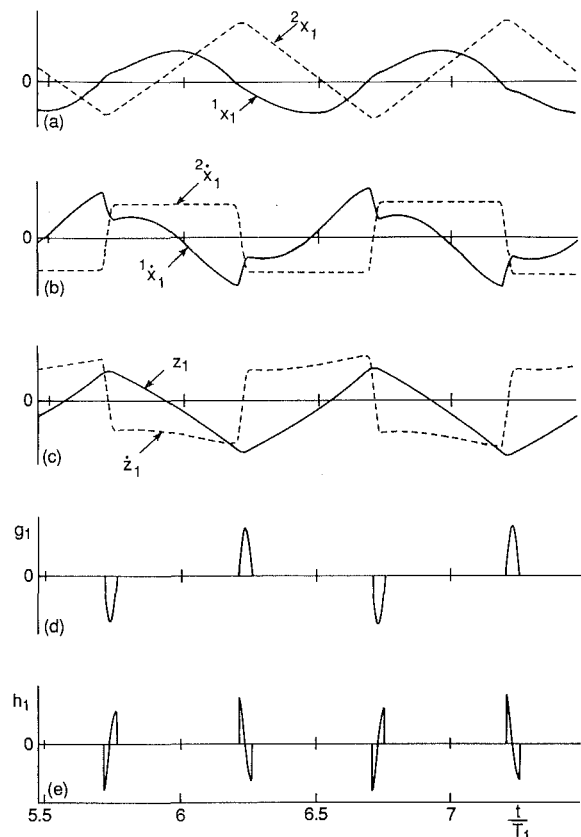 ²x₁
0
¹x₁
(a)
²ẋ₁
0
¹ẋ₁
(b)
z₁
0
ż₁
(c)
g₁
0
(d)
h₁
0
(e)
5.5 6 6.5 7 t/T₁